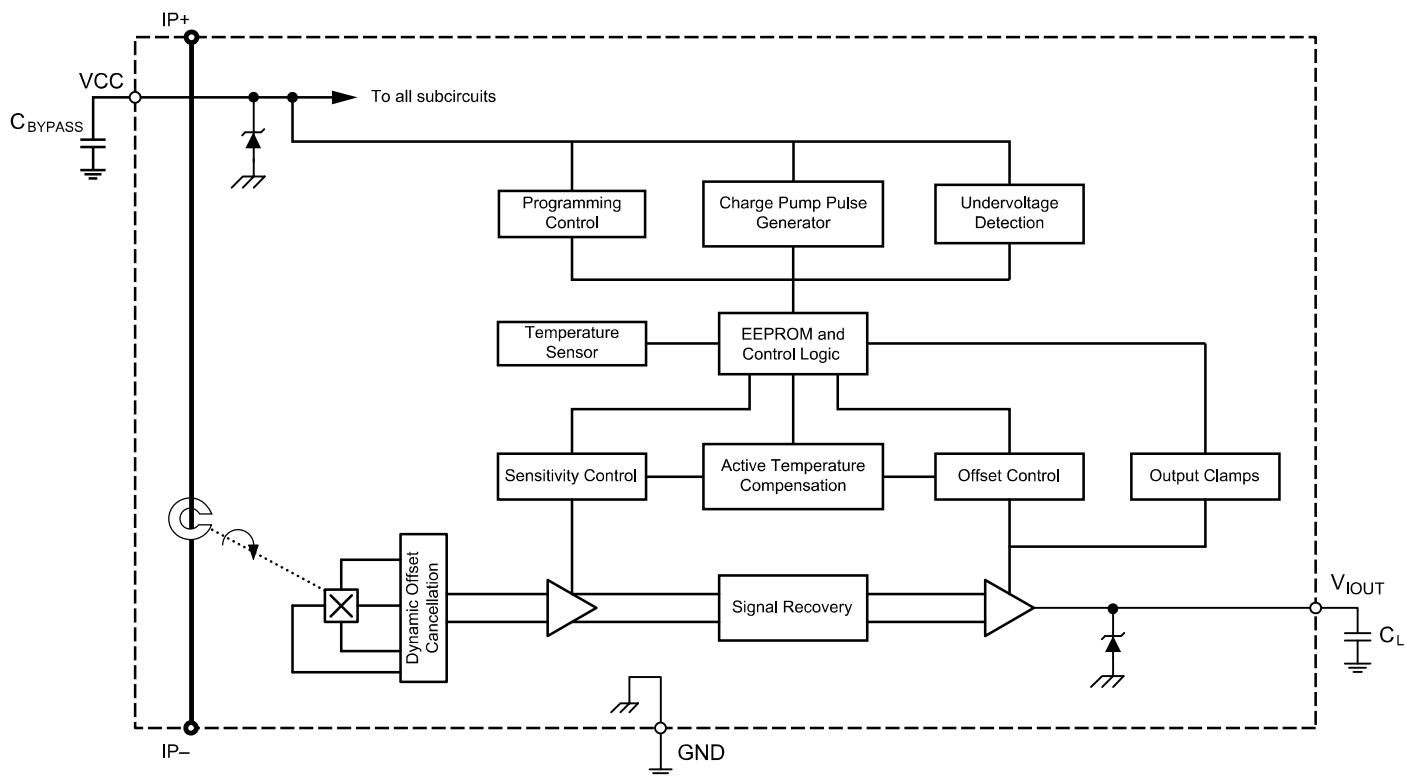 IP+
VCC
To all subcircuits
C BYPASS
Programming
Control
Charge Pump Pulse
Generator
Undervoltage
Detection
Temperature
Sensor
EEPROM and
Control Logic
Sensitivity Control
Active Temperature
Compensation
Offset Control
Output Clamps
Dynamic Offset
Cancellation
Signal Recovery
VIOUT
CL
GND
IP–